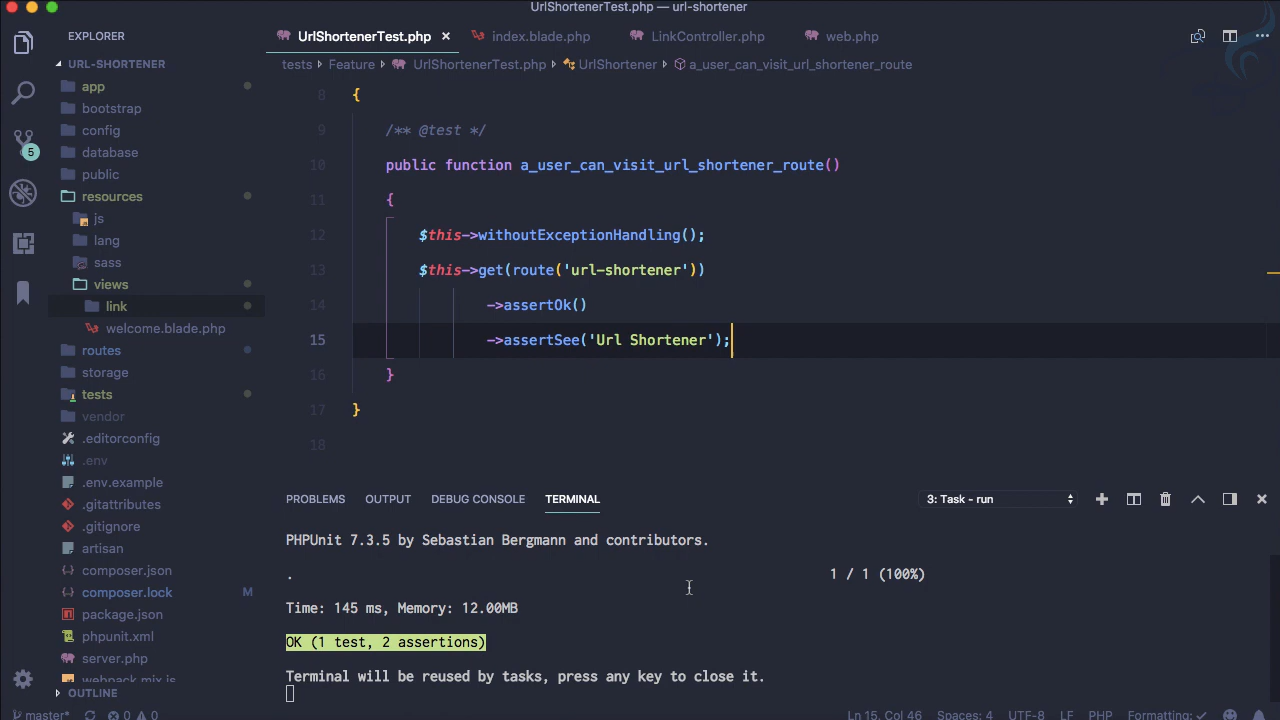 UrlShortenerTest.php — url-shortener
EXPLORER
UrlShortenerTest.php
index.blade.php
LinkController.php
web.php
URL-SHORTENER
tests
Feature
UrlShortenerTest.php
UrlShortener
a_user_can_visit_url_shortener_route
app
bootstrap
config
database
public
resources
js
lang
sass
views
link
welcome.blade.php
routes
storage
tests
vendor
.editorconfig
.env
.env.example
.gitattributes
.gitignore
artisan
composer.json
composer.lock M
package.json
phpunit.xml
server.php
webpack.mix.js
OUTLINE
5
8 {
9 /** @test */
10 public function a_user_can_visit_url_shortener_route()
11 {
12 $this->withoutExceptionHandling();
13 $this->get(route('url-shortener'))
14 ->assertOk()
15 ->assertSee('Url Shortener');
16 }
17 }
18
PROBLEMS OUTPUT DEBUG CONSOLE TERMINAL
3: Task - run
PHPUnit 7.3.5 by Sebastian Bergmann and contributors.
. 1 / 1 (100%)
Time: 145 ms, Memory: 12.00MB
OK (1 test, 2 assertions)
Terminal will be reused by tasks, press any key to close it.
master* 0 0 Ln 15, Col 46 Spaces: 4 UTF-8 LF PHP Formatting: ✓